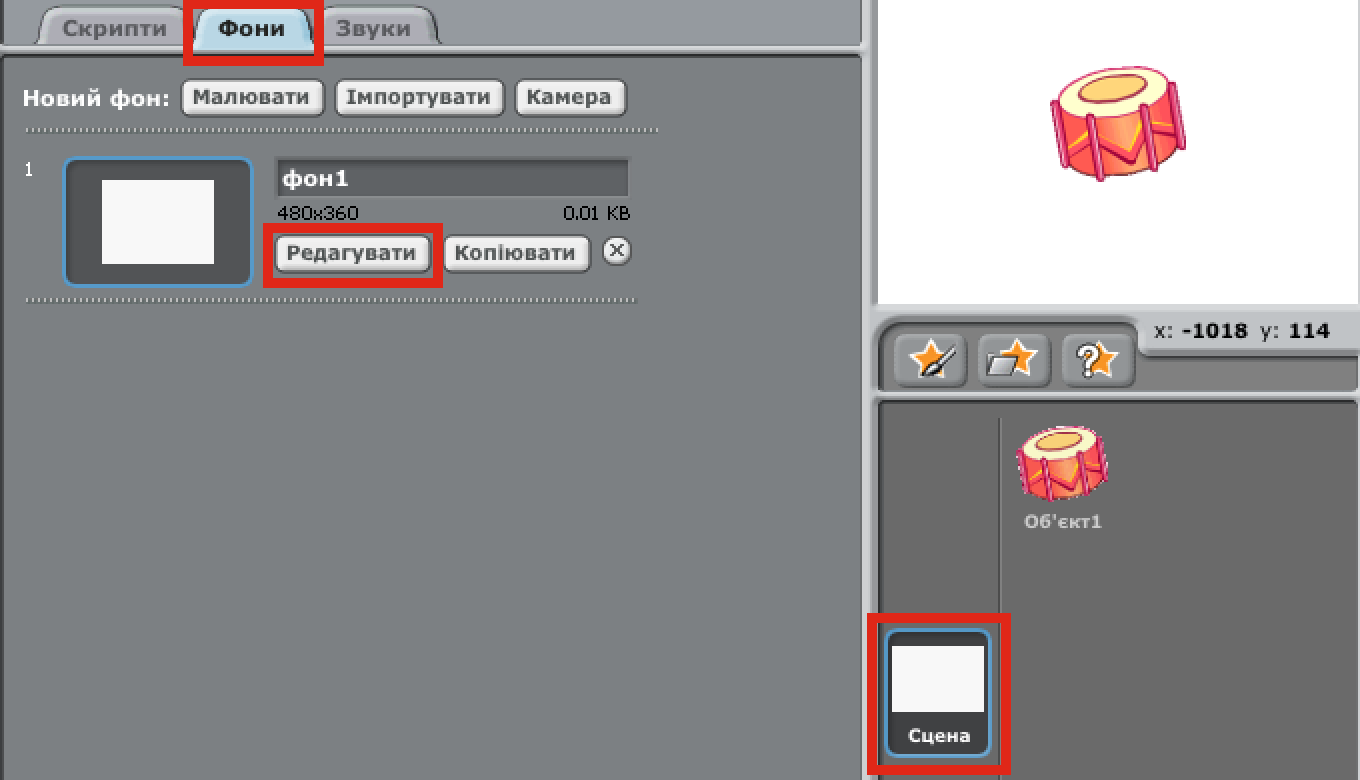 Скрипти Фони Звуки
Новий фон: Малювати Імпортувати Камера
1
фон1
480x360 0.01 KB
Редагувати Копіювати
x: -1018 y: 114
Об'єкт1
Сцена